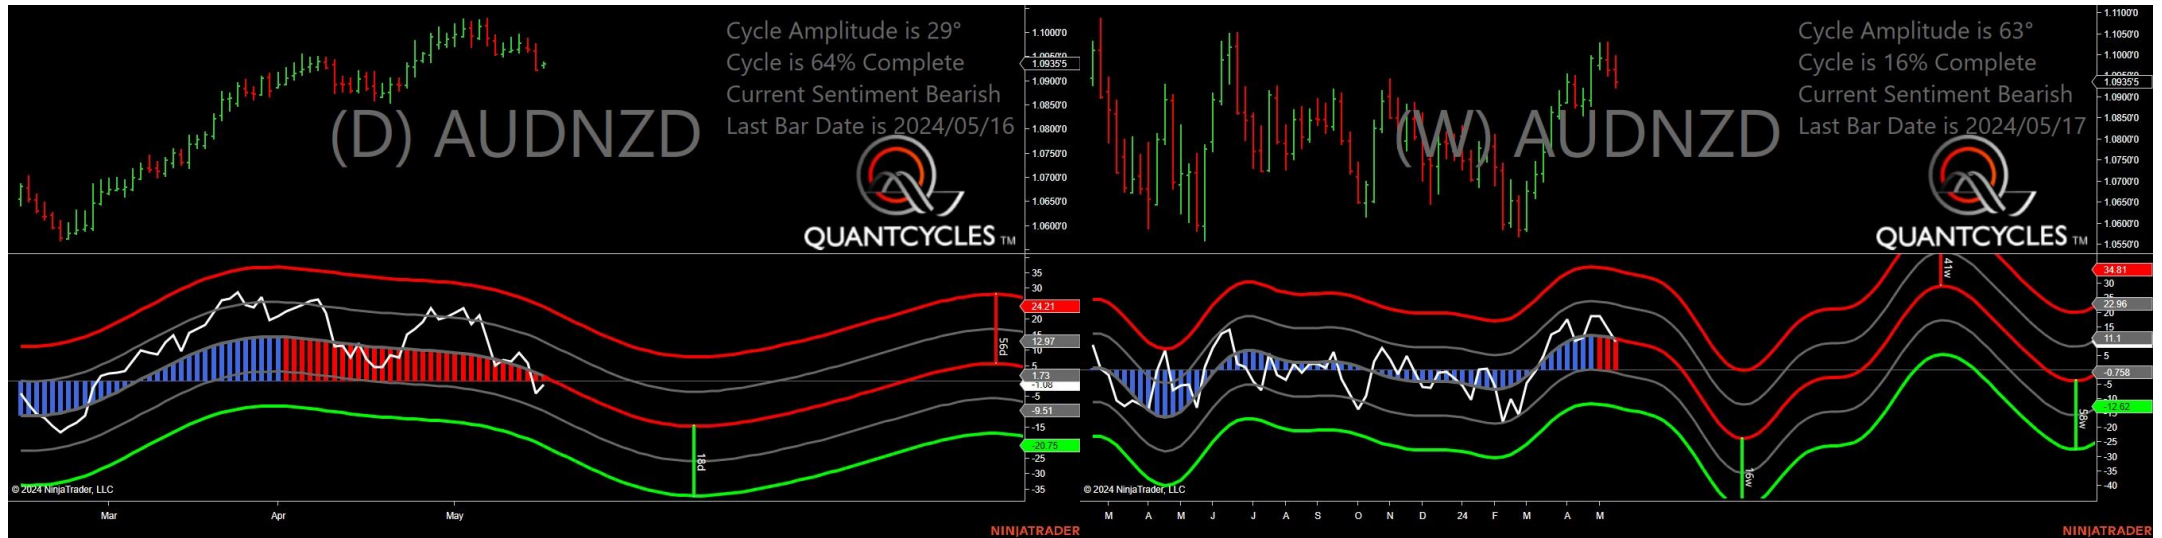 Cycle Amplitude is 29°
Cycle is 64% Complete
Current Sentiment Bearish
Last Bar Date is 2024/05/16
(D) AUDNZD
QUANTCYCLES TM
1.1000'0
1.0935'5
1.0900'0
1.0850'0
1.0800'0
1.0750'0
1.0700'0
1.0650'0
1.0600'0
35
30
24.21
20
12.97
10
5
1.73
-1.08
-5
-9.51
-15
-20.75
-25
-30
-35
56d
18d
© 2024 NinjaTrader, LLC
Mar
Apr
May
NINJATRADER
Cycle Amplitude is 63°
Cycle is 16% Complete
Current Sentiment Bearish
Last Bar Date is 2024/05/17
(W) AUDNZD
QUANTCYCLES TM
1.1100'0
1.1050'0
1.1000'0
1.0935'5
1.0900'0
1.0850'0
1.0800'0
1.0750'0
1.0700'0
1.0650'0
1.0600'0
1.0550'0
34.81
30
22.96
20
15
11.1
5
-0.758
-5
-12.62
-20
-25
-30
-35
-40
41w
16w
58w
© 2024 NinjaTrader, LLC
M
A
M
J
J
A
S
O
N
D
24
F
M
A
M
NINJATRADER